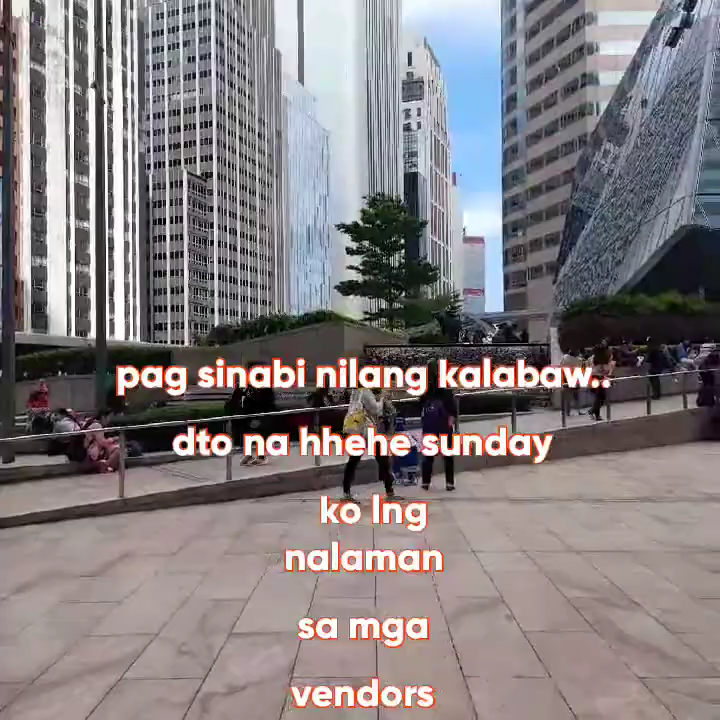 pag sinabi nilang kalabaw..
dto na hhehe sunday
ko lng
nalaman
sa mga
vendors